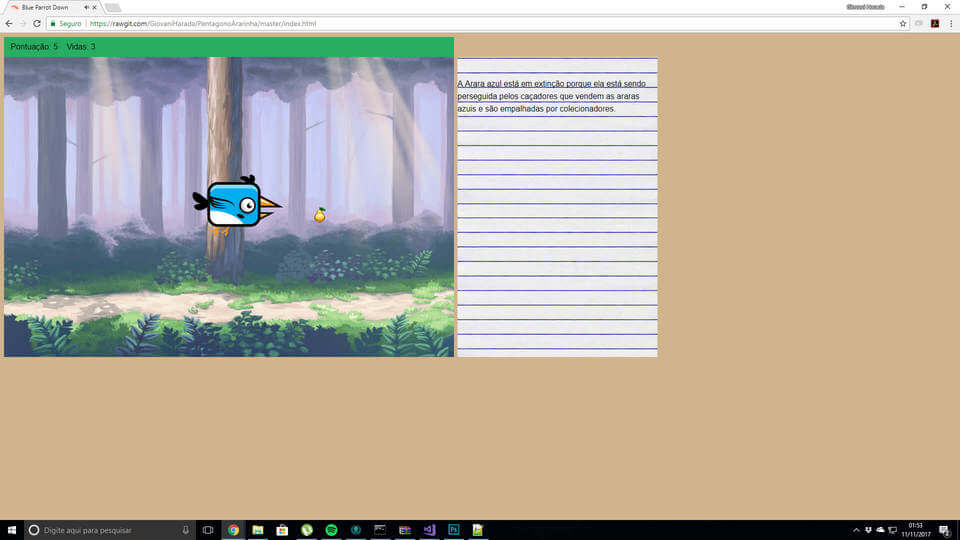 Blue Parrot Down
Giovani Harada
Seguro
https://rawgit.com/GiovaniHarada/PentagonoArarinha/master/index.html
Pontuação: 5 Vidas: 3
A Arara azul está em extinção porque ela está sendo
perseguida pelos caçadores que vendem as araras
azuis e são empalhadas por colecionadores.
Digite aqui para pesquisar
01:53
11/11/2017